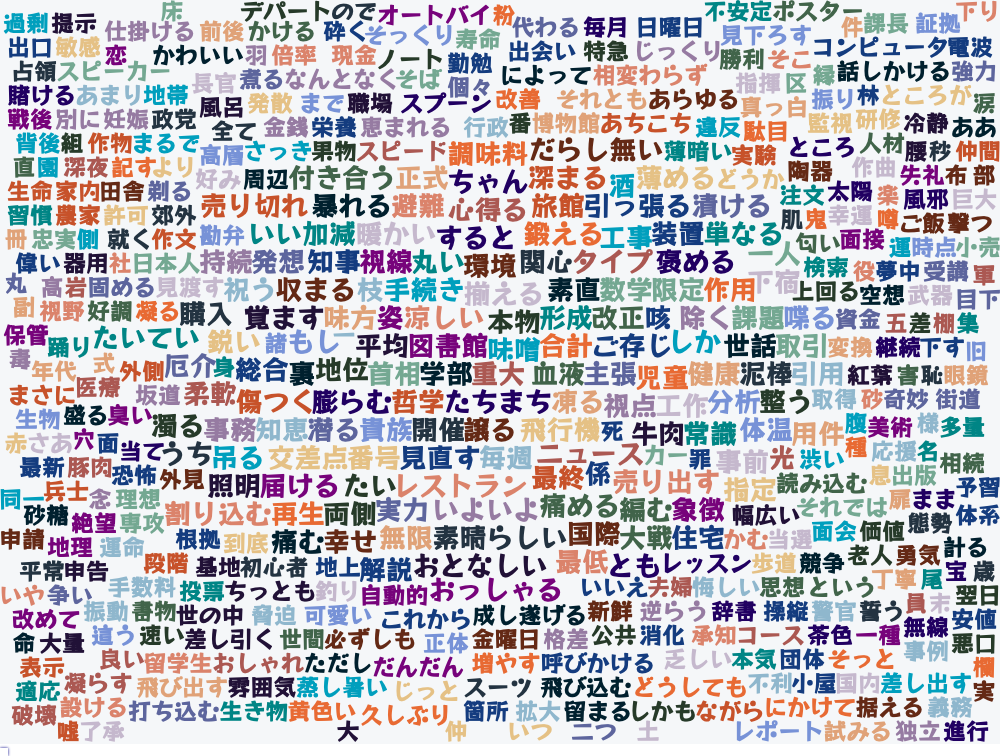 床 デパート ので オートバイ 粉 不安定 ポスター 下り
過剰 提示 仕掛ける 前後 かける 砕く そっくり 寿命 代わる 毎月 日曜日 見下ろす 件 課長 証拠
出口 敏感 恋 かわいい 羽 倍率 現金 ノート 勤勉 出会い 特急 じっくり 勝利 そこ コンピュータ 電波
占領 スピーカー 長官 煮る なんとなく そば 個々 によって 相変わらず 指揮 区 縁 話しかける 強力
賭ける あまり 地帯 風呂 発散 まで 職場 スプーン 改善 それとも あらゆる 真っ白 振り 林 ところが 涙
戦後 別に 妊娠 政党 全て 金銭 栄養 恵まれる 行政 番 博物館 あちこち 違反 駄目 監視 研修 冷静 ああ
背後 組 作物 まるで 高層 さっき 果物 スピード 調味料 だらし無い 薄暗い 実験 ところ 人材 腰 秒 仲間
直 園 深夜 記す より 好み 周辺 付き合う 正式 ちゃん 深まる 酒 薄める どうか 陶器 作曲 失礼 布 部
生命 家内 田舎 剃る 売り切れ 暴れる 避難 心得る 旅館 引っ張る 漬ける 注文 太陽 楽 風邪 巨大
習慣 農家 許可 郊外 肌 鬼 幸運 噂 ご飯 撃つ
冊 忠実 側 就く 作文 勘弁 いい加減 暖かい すると 鍛える 工事 装置 単なる 一人 匂い 面接 運 時点 小売
偉い 器用 社 日本人 持続 発想 知事 視線 丸い 環境 関心 タイプ 褒める 検索 役 夢中 受講 軍
丸 高岩 固める 見渡す 祝う 収まる 枝 手続き 揃える 素直 数学 限定 作用 下宿 上回る 空想 武器 目下
副 視野 好調 凝る 購入 覚ます 味方 姿 涼しい 本物 形成 改正 咳 除く 課題 喋る 資金 五 差 棚 集
保管 踊り たいてい 鋭い 諸 もし 一 平均 図書館 味噌 合計 ご存じ しか 世話 取引 変換 継続 下す 旧
毒 年代 式 外側 厄介 身 総合 裏 地位 首相 学部 重大 血液 主張 児童 健康 泥棒 引用 紅葉 害 恥 眼鏡
まさに 医療 坂道 柔軟 傷つく 膨らむ 哲学 たちまち 凍る 視点 工作 分析 整う 取得 砂 奇妙 街道
生物 盛る 臭い 濁る 事務 知恵 潜る 貴族 開催 譲る 飛行機 死 牛肉 常識 体温 用件 腹 美術 様 多量
赤 さあ 穴 面 当て うち 吊る 交差点 番号 見直す 毎週 ニュース カー 罪 事前 光 渋い 種 応援 名 相続
最新 豚肉 恐怖 外見 照明 届ける たい レストラン 最終 係 売り出す 指定 読み込む 息 出版 予習
同一 兵士 念 理想 割り込む 再生 両側 実力 いよいよ 痛める 編む 象徴 幅広い それでは 扉 まま 体系
砂糖 絶望 専攻 面会 価値 態勢
申請 地理 運命 根拠 到底 痛む 幸せ 無限 素晴らしい 国際 大戦 住宅 かむ 当選 老人 勇気 計る
平常 申告 段階 基地 初心者 地上 解説 おとなしい 最低 とも レッスン 歩道 競争 丁寧 尾 宝 歳
いや 争い 手数料 投票 ちっとも 釣り 自動的 おっしゃる いいえ 夫婦 悔しい 思想 という 員 末 翌日
改めて 振動 書物 世の中 脅迫 可愛い これから 成し遂げる 新鮮 逆らう 辞書 操縦 警官 誓う 無線 安値
命 大量 違う 速い 差し引く 世間 必ずしも 正体 金曜日 格差 公共 消化 承知 コース 茶色 一種 事例 悪口
表示 良い 留学生 おしゃれ ただし だんだん 増やす 呼びかける 乏しい 本気 団体 そっと 欄
適応 凝らす 飛び出す 雰囲気 蒸し暑い じっと スーツ 飛び込む どうしても 不利 小屋 国内 差し出す 実
破壊 設ける 打ち込む 生き物 黄色い 久しぶり 箇所 拡大 留まる しかも ながら にかけて 据える 義務
嘘 了承 大 仲 いつ 二つ 土 レポート 試みる 独立 進行